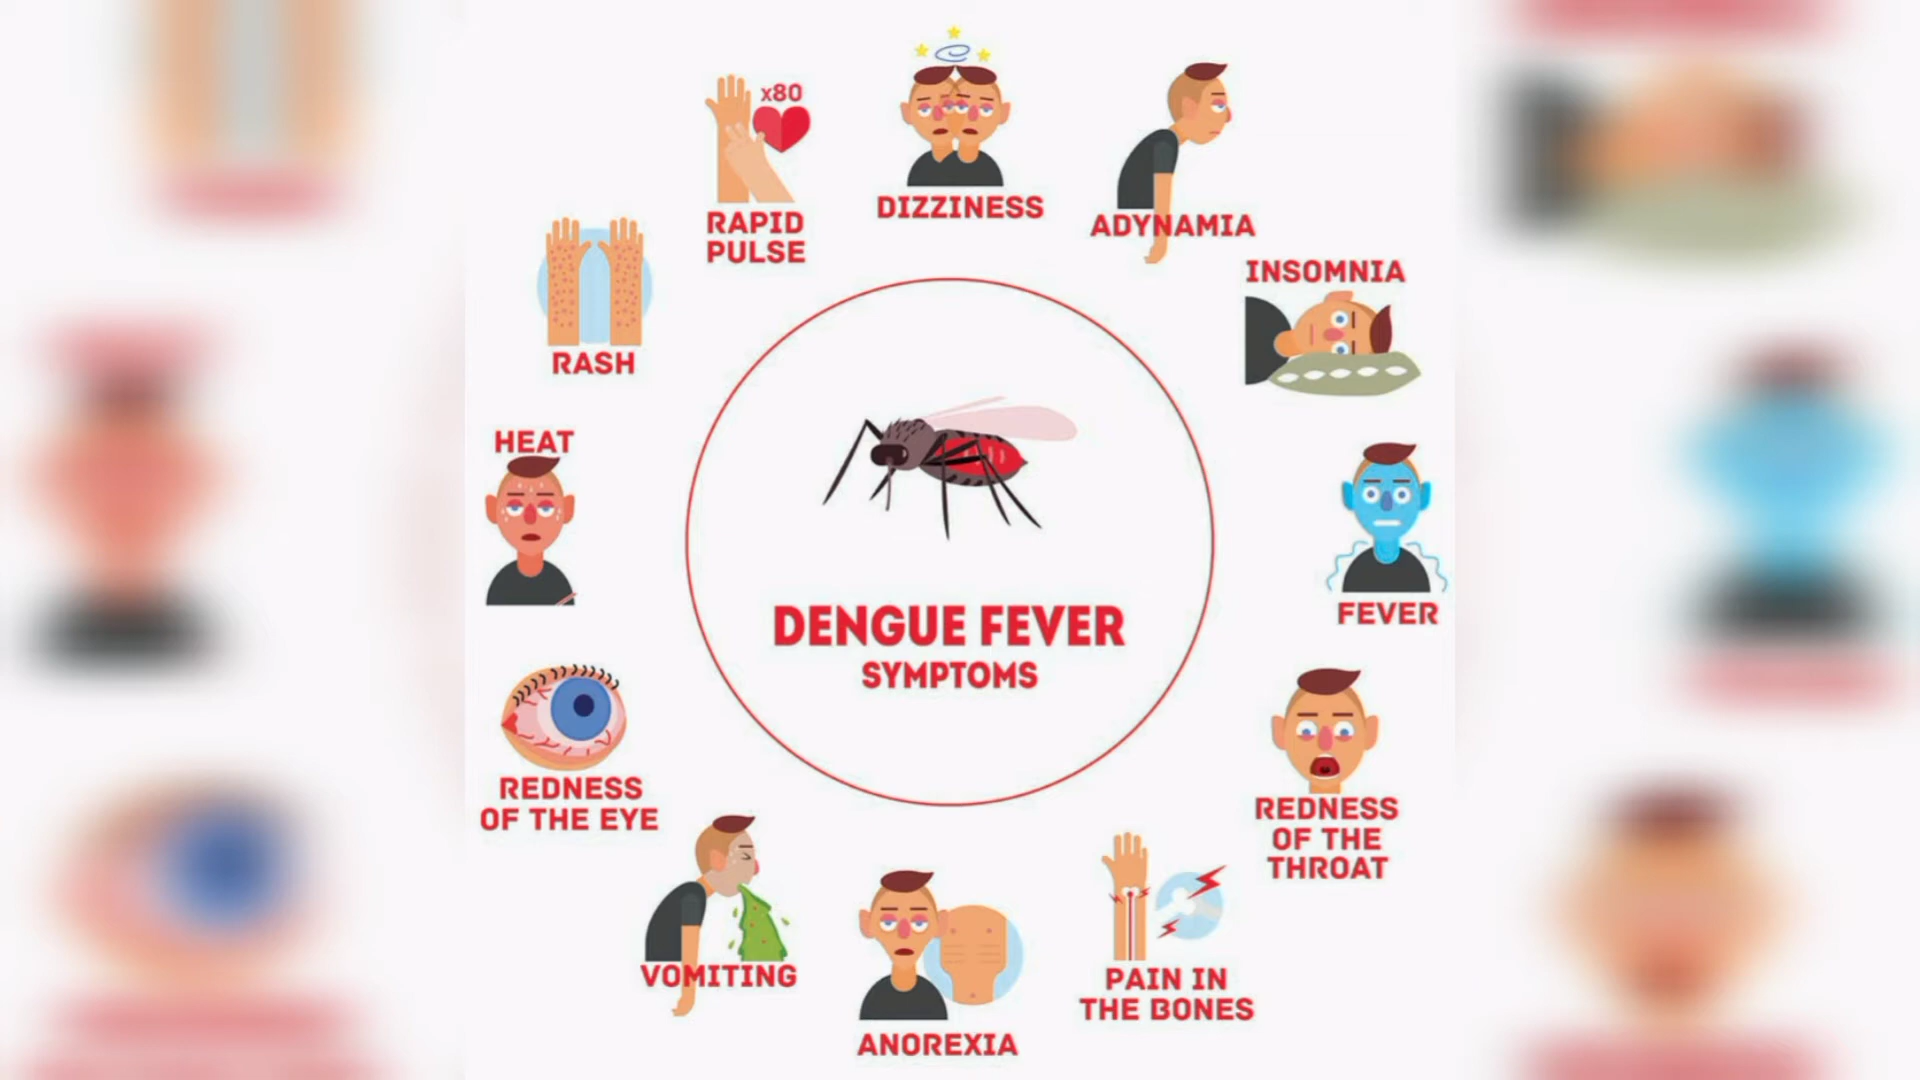 DENGUE FEVER
SYMPTOMS
x80
RAPID
PULSE
DIZZINESS
ADYNAMIA
INSOMNIA
FEVER
REDNESS
OF THE
THROAT
PAIN IN
THE BONES
ANOREXIA
VOMITING
REDNESS
OF THE EYE
HEAT
RASH